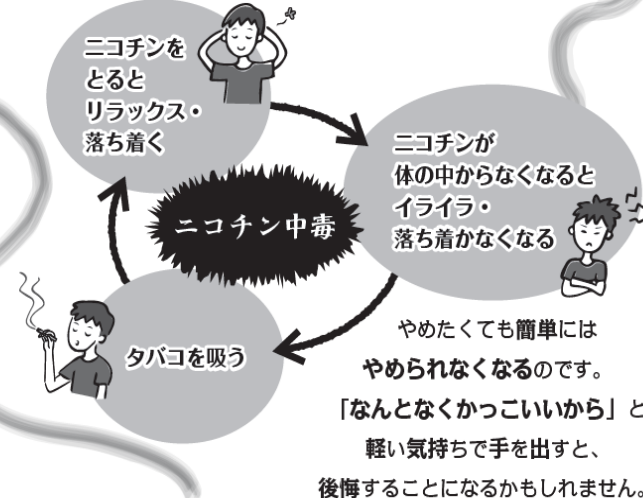 ニコチンを
とると
リラックス・
落ち着く
ニコチンが
体の中からなくなると
イライラ・
落ち着かなくなる
ニコチン中毒
タバコを吸う
やめたくても簡単には
やめられなくなるのです。
「なんとなくかっこいいから」と
軽い気持ちで手を出すと、
後悔することになるかもしれません。